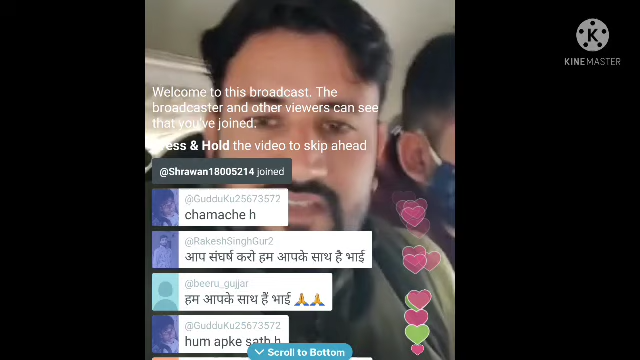 K
KINEMASTER
Welcome to this broadcast. The
broadcaster and other viewers can see
that you've joined.
ess & Hold the video to skip ahead
@Shrawan18005214 joined
@GudduKu25673572
chamache h
@RakeshSinghGur2
आप संघर्ष करो हम आपके साथ है भाई
@beeru_gujjar
हम आपके साथ हैं भाई 🙏🙏
@GudduKu25673572
hum apke sath h
Scroll to Bottom